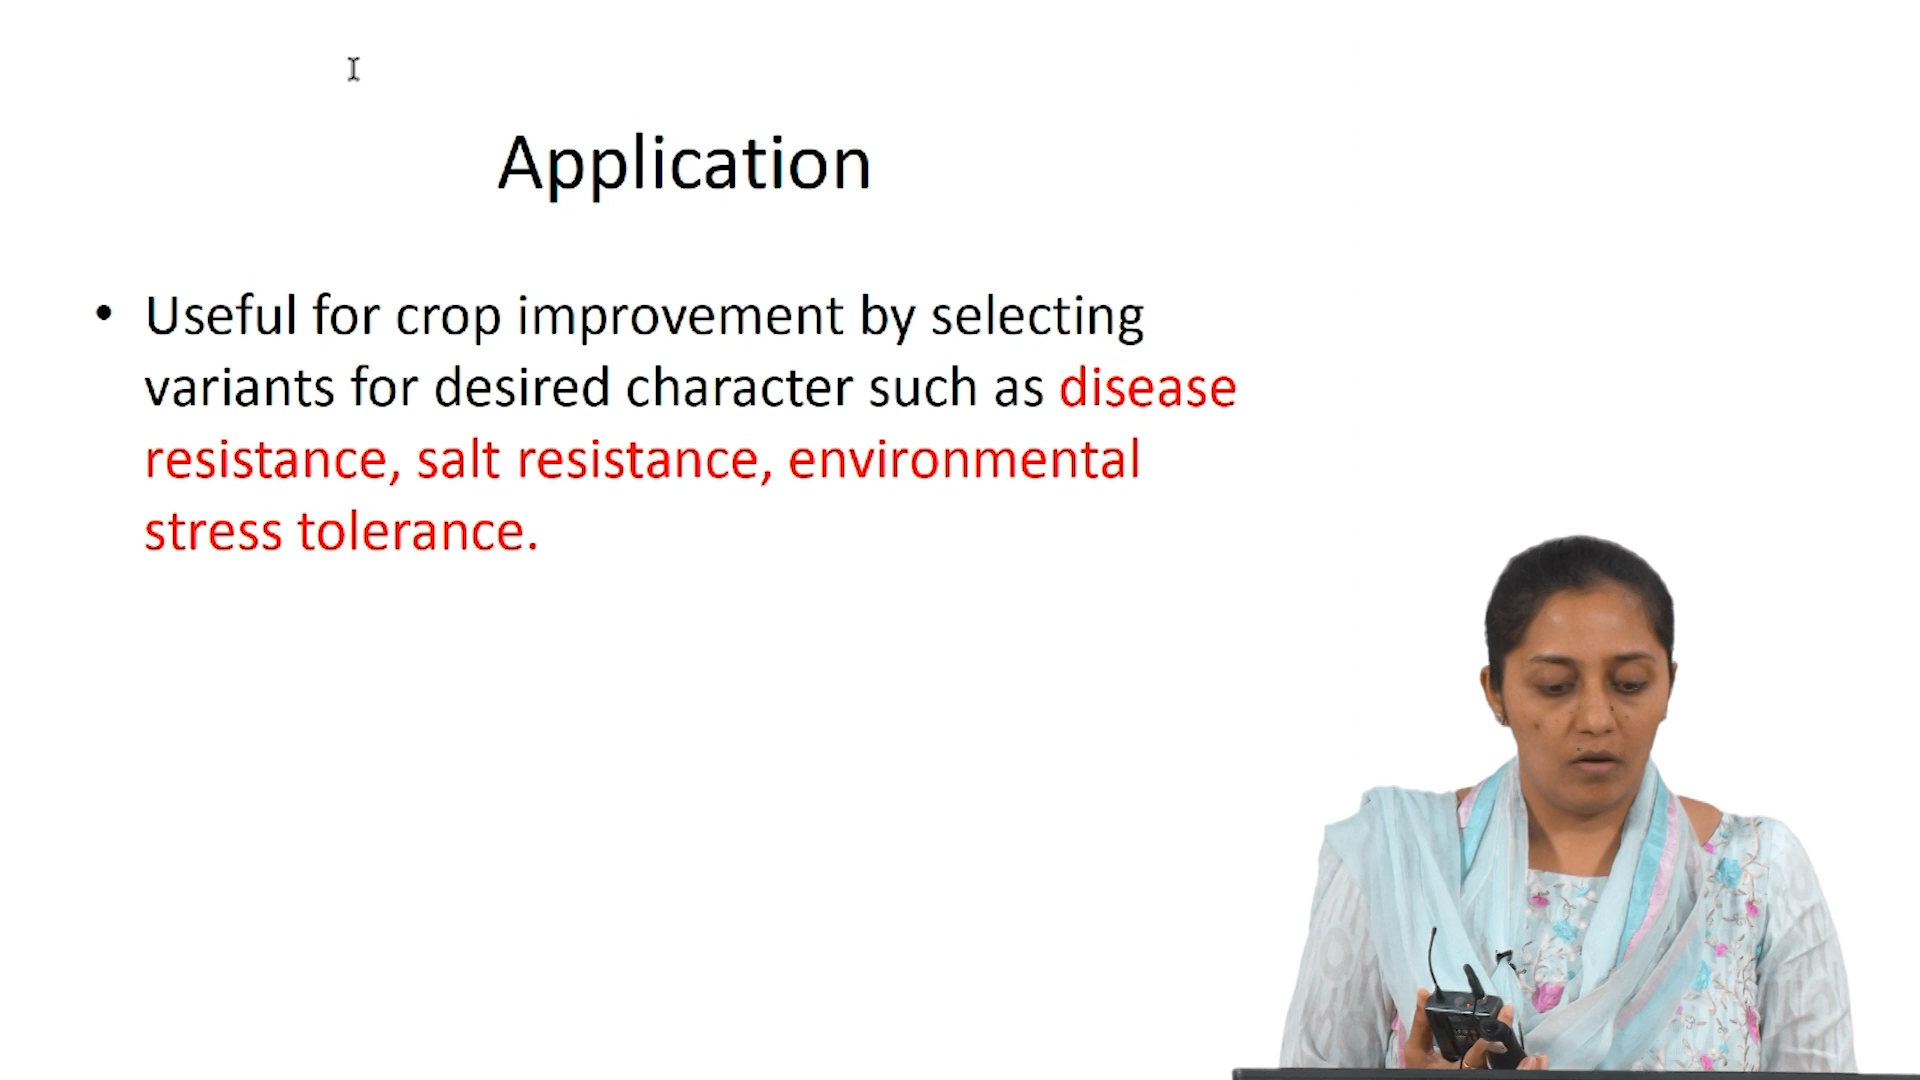 Application
• Useful for crop improvement by selecting
variants for desired character such as disease
resistance, salt resistance, environmental
stress tolerance.